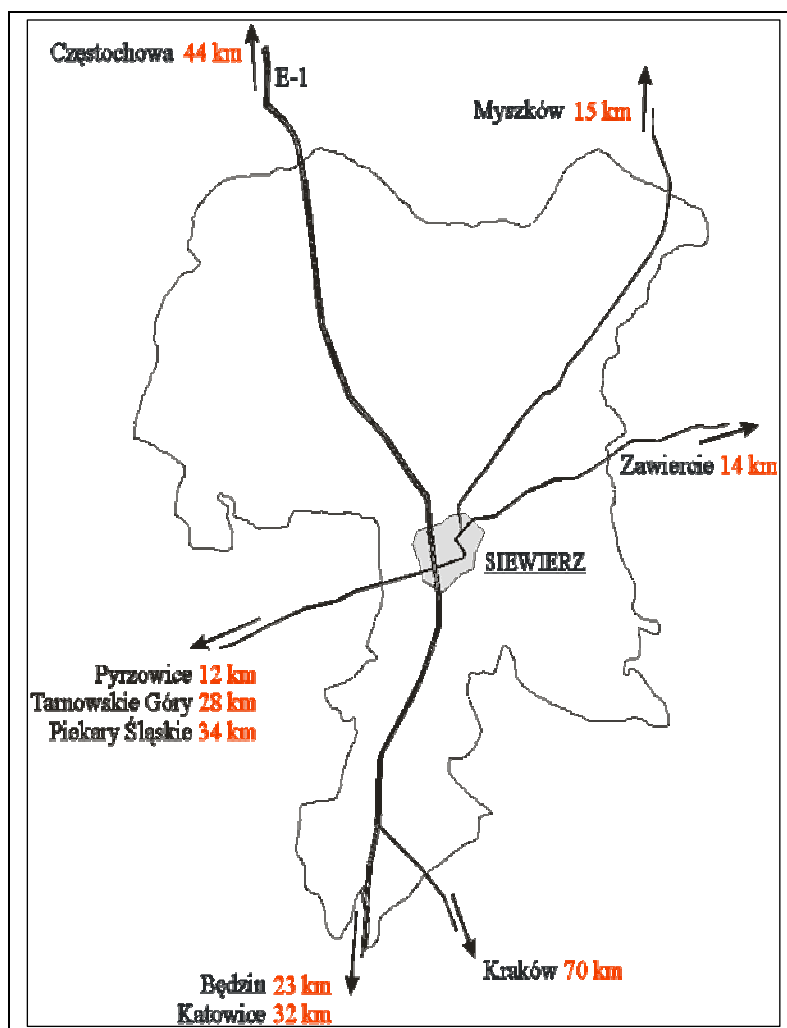 Częstochowa 44 km
E-1
Myszków 15 km
Zawiercie 14 km
SIEWIERZ
Pyrzowice 12 km
Tarnowskie Góry 28 km
Piekary Śląskie 34 km
Kraków 70 km
Będzin 23 km
Katowice 32 km